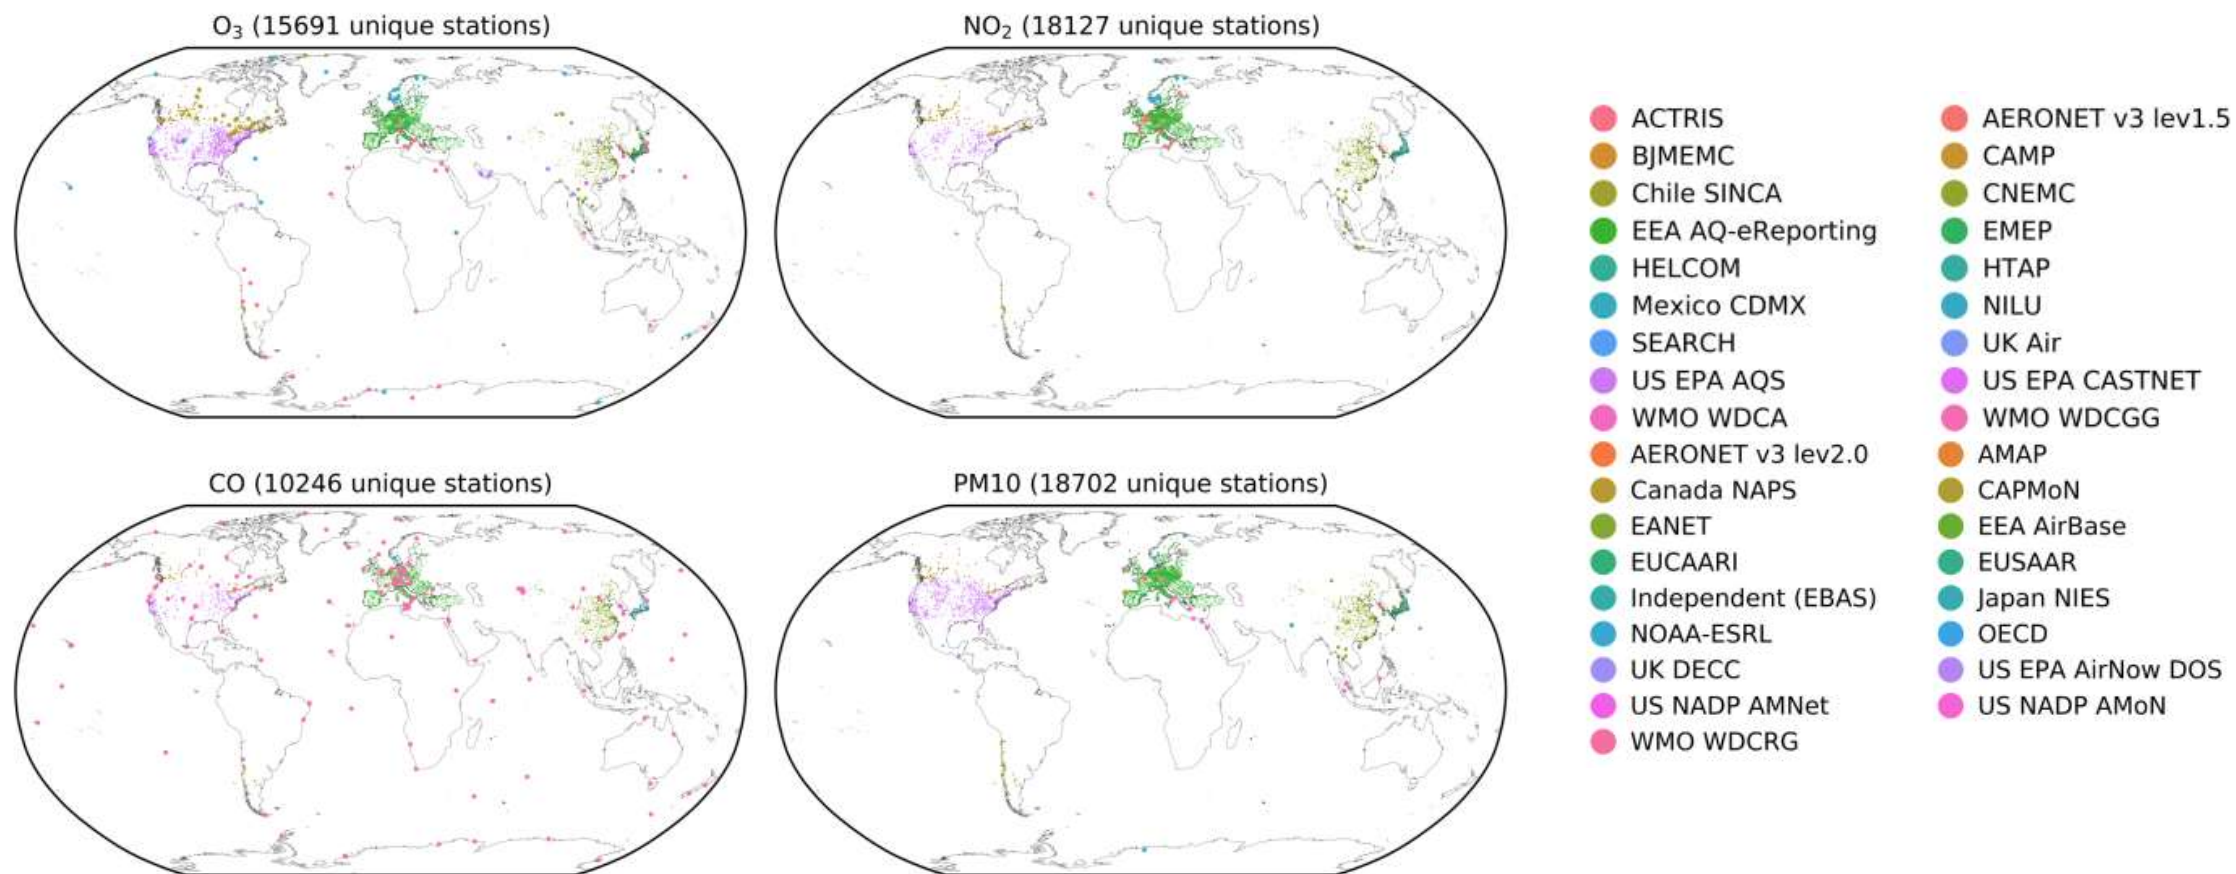 O₃ (15691 unique stations)
NO₂ (18127 unique stations)
CO (10246 unique stations)
PM10 (18702 unique stations)
ACTRIS
BJMEMC
Chile SINCA
EEA AQ-eReporting
HELCOM
Mexico CDMX
SEARCH
US EPA AQS
WMO WDCA
AERONET v3 lev2.0
Canada NAPS
EANET
EUCAARI
Independent (EBAS)
NOAA-ESRL
UK DECC
US NADP AMNet
WMO WDCRG
AERONET v3 lev1.5
CAMP
CNEMC
EMEP
HTAP
NILU
UK Air
US EPA CASTNET
WMO WDCGG
AMAP
CAPMoN
EEA AirBase
EUSAAR
Japan NIES
OECD
US EPA AirNow DOS
US NADP AMoN